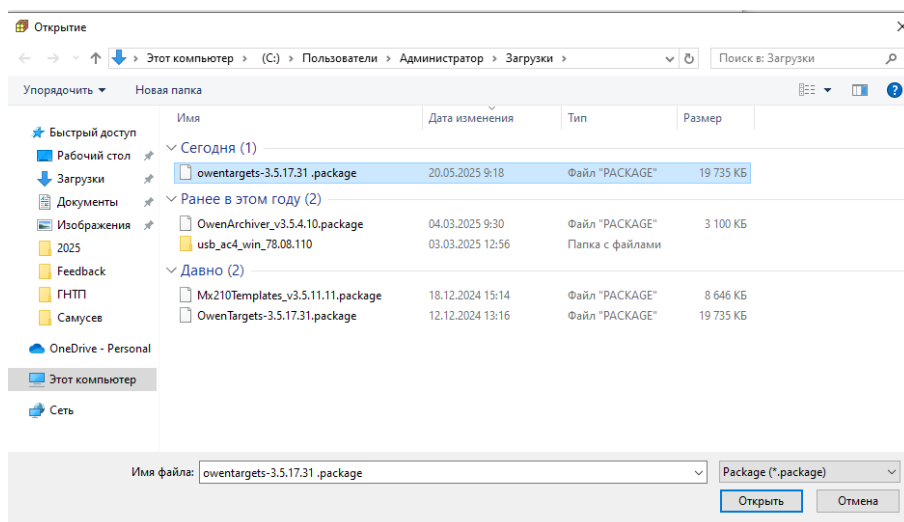 Открытие
Этот компьютер > (C:) > Пользователи > Администратор > Загрузки >
Поиск в: Загрузки
Упорядочить
Новая папка
Имя
Дата изменения
Тип
Размер
Быстрый доступ
Рабочий стол
Загрузки
Документы
Изображения
2025
Feedback
ГНТП
Самусев
OneDrive - Personal
Этот компьютер
Сеть
Сегодня (1)
owentargets-3.5.17.31 .package 20.05.2025 9:18 Файл "PACKAGE" 19 735 КБ
Ранее в этом году (2)
OwenArchiver_v3.5.4.10.package 04.03.2025 9:30 Файл "PACKAGE" 3 100 КБ
usb_ac4_win_78.08.110 03.03.2025 12:56 Папка с файлами
Давно (2)
Mx210Templates_v3.5.11.11.package 18.12.2024 15:14 Файл "PACKAGE" 8 646 КБ
OwenTargets-3.5.17.31.package 12.12.2024 13:16 Файл "PACKAGE" 19 735 КБ
Имя файла: owentargets-3.5.17.31 .package
Package (*.package)
Открыть
Отмена